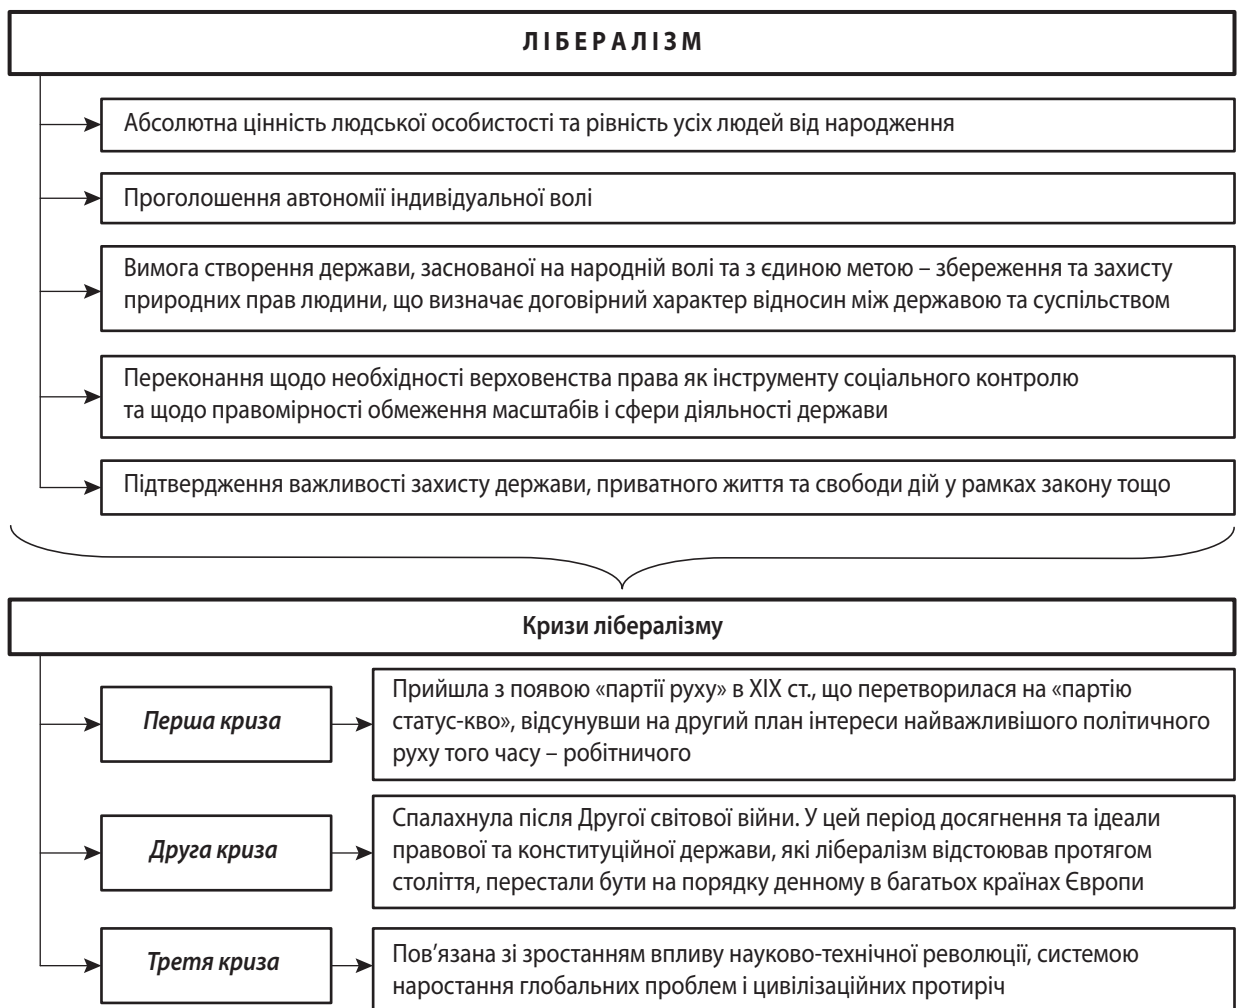 ЛІБЕРАЛІЗМ
Абсолютна цінність людської особистості та рівність усіх людей від народження
Проголошення автономії індивідуальної волі
Вимога створення держави, заснованої на народній волі та з єдиною метою – збереження та захисту
природних прав людини, що визначає договірний характер відносин між державою та суспільством
Переконання щодо необхідності верховенства права як інструменту соціального контролю
та щодо правомірності обмеження масштабів і сфери діяльності держави
Підтвердження важливості захисту держави, приватного життя та свободи дій у рамках закону тощо
Кризи лібералізму
Перша криза
Прийшла з появою «партії руху» в XIX ст., що перетворилася на «партію
статус-кво», відсунувши на другий план інтереси найважливішого політичного
руху того часу – робітничого
Друга криза
Спалахнула після Другої світової війни. У цей період досягнення та ідеали
правової та конституційної держави, які лібералізм відстоював протягом
століття, перестали бути на порядку денному в багатьох країнах Європи
Третя криза
Пов’язана зі зростанням впливу науково-технічної революції, системою
наростання глобальних проблем і цивілізаційних протиріч